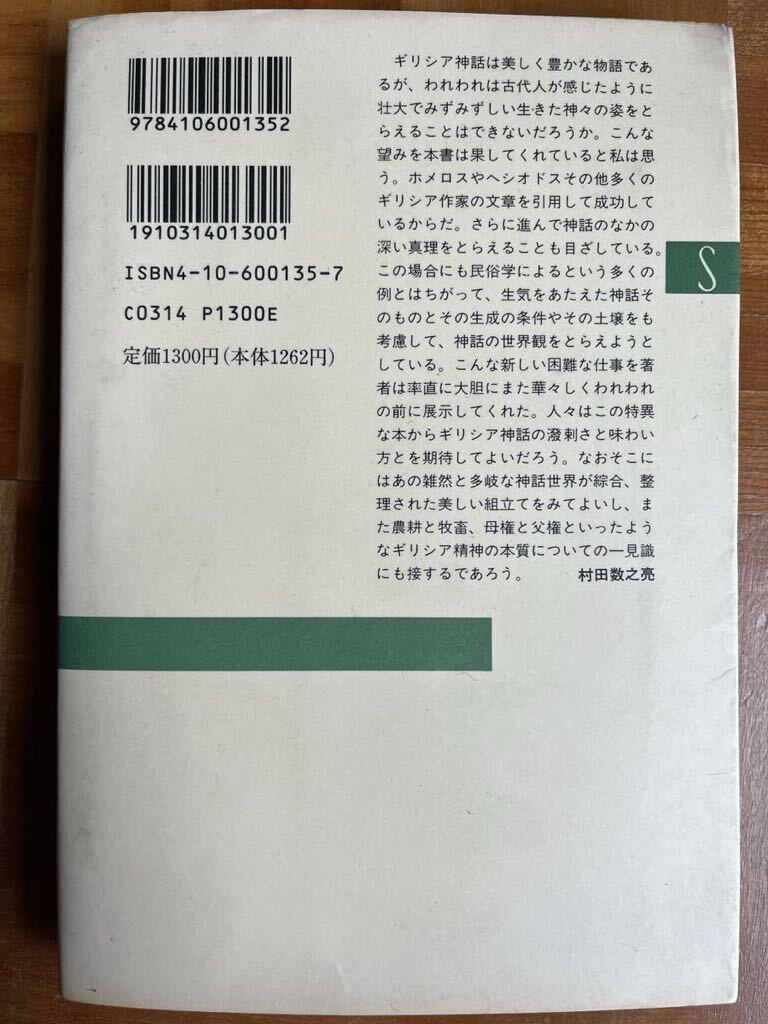 9784106001352
1910314013001
ISBN4-10-600135-7
C0314 P1300E
定価1300円(本体1262円)
ギリシア神話は美しく豊かな物語であ
るが、われわれは古代人が感じたように
壮大でみずみずしい生きた神々の姿をと
らえることはできないだろうか。こんな
望みを本書は果してくれていると私は思
う。ホメロスやヘシオドスその他多くの
ギリシア作家の文章を引用して成功して
いるからだ。さらに進んで神話のなかの
深い真理をとらえることも目ざしている。
この場合にも民俗学によるという多くの
例とはちがって、生気をあたえた神話そ
のものとその生成の条件やその土壌をも
考慮して、神話の世界観をとらえようと
している。こんな新しい困難な仕事を著
者は率直に大胆にまた華々しくわれわれ
の前に展示してくれた。人々はこの特異
な本からギリシア神話の潑剌さと味わい
方とを期待してよいだろう。なおそこに
はあの雑然と多岐な神話世界が綜合、整
理された美しい組立てをみてよいし、ま
た農耕と牧畜、母権と父権といったよう
なギリシア精神の本質についての一見識
にも接するであろう。 村田数之亮
S